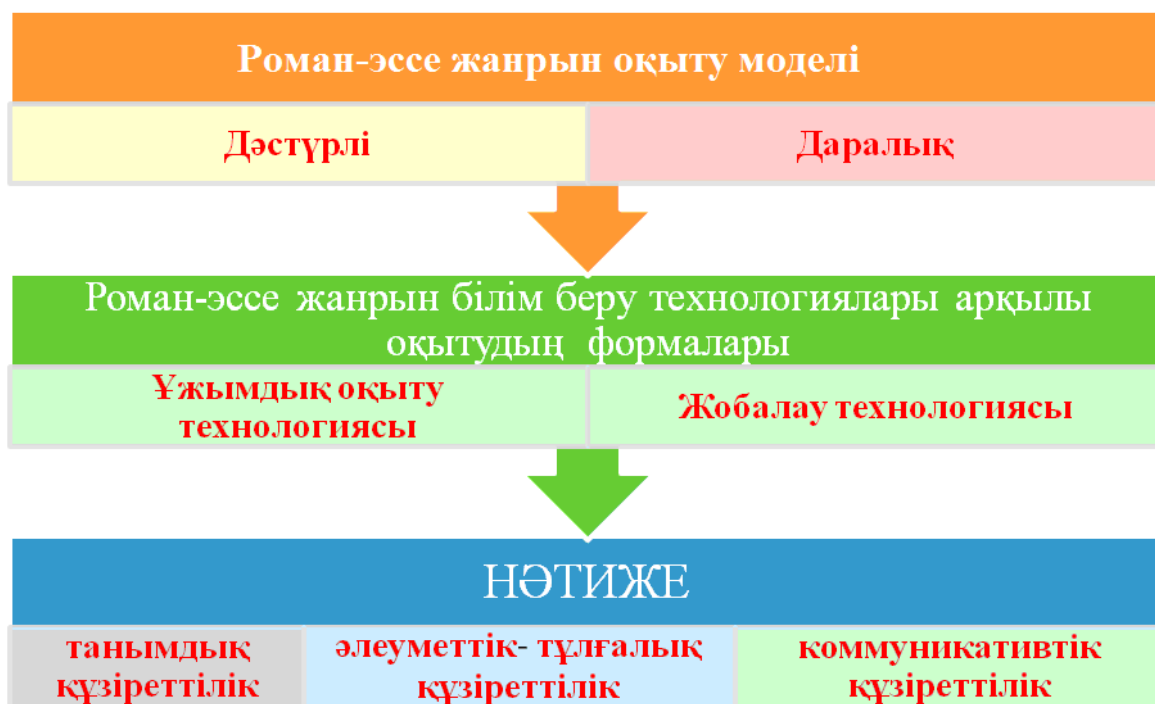 Роман-эссе жанрын оқыту моделі
Дәстүрлі
Даралық
Роман-эссе жанрын білім беру технологиялары арқылы
оқытудың формалары
Ұжымдық оқыту
технологиясы
Жобалау технологиясы
НӘТИЖЕ
танымдық
құзіреттілік
әлеуметтік- тұлғалық
құзіреттілік
коммуникативтік
құзіреттілік